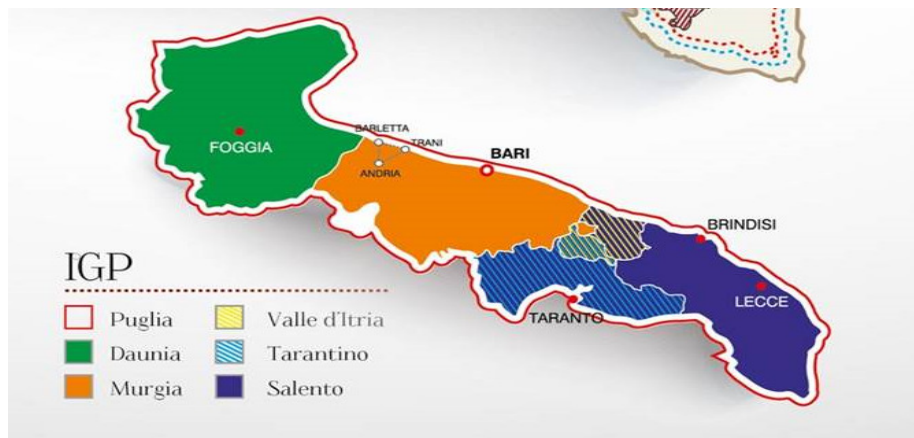 BARLETTA
TRANI
FOGGIA
BARI
ANDRIA
BRINDISI
LECCE
TARANTO
IGP
Puglia
Valle d'Itria
Daunia
Tarantino
Murgia
Salento